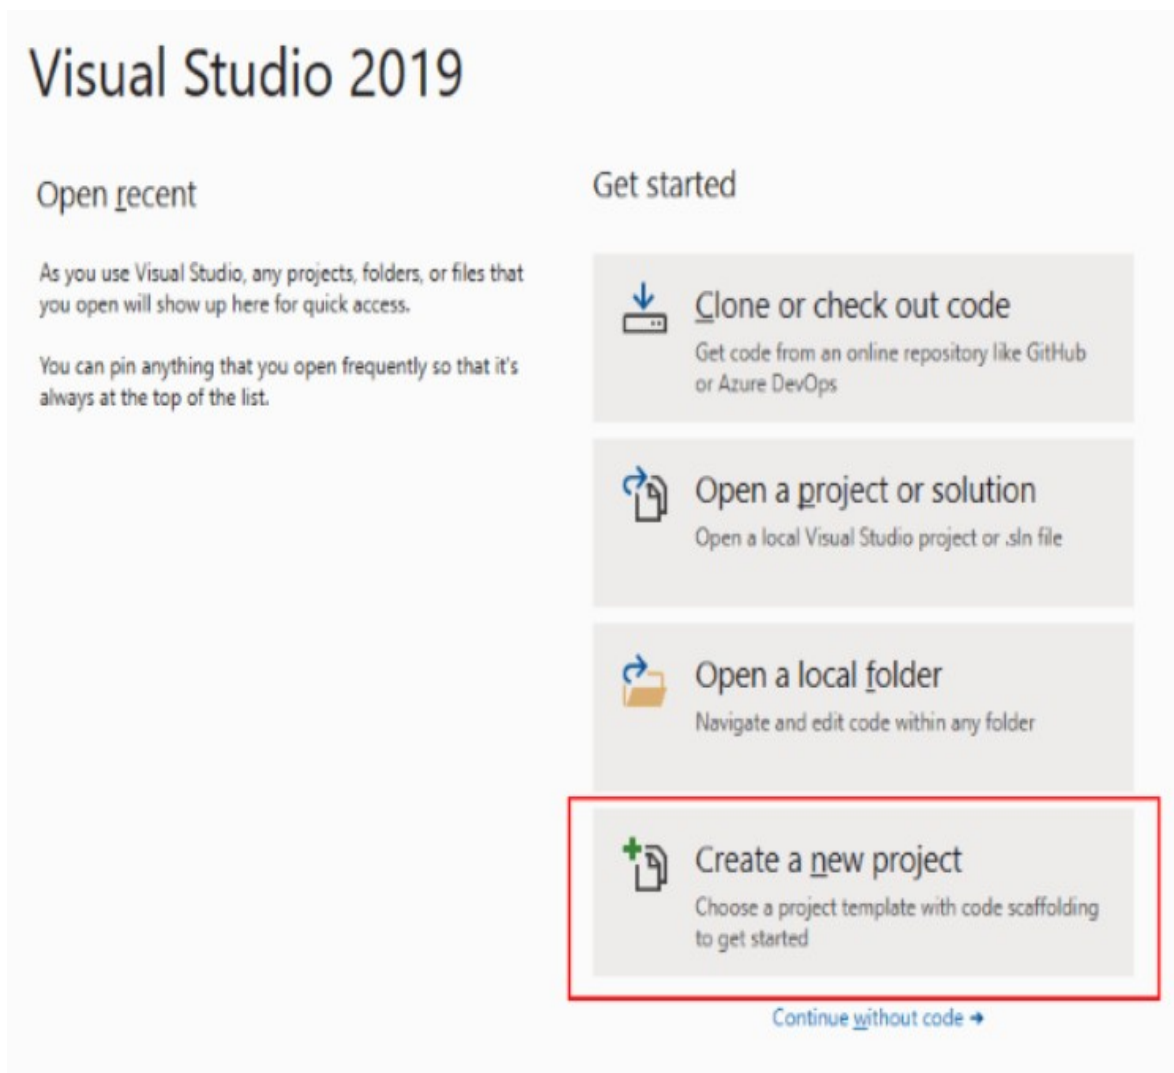 Visual Studio 2019
Open recent
As you use Visual Studio, any projects, folders, or files that
you open will show up here for quick access.
You can pin anything that you open frequently so that it's
always at the top of the list.
Get started
Clone or check out code
Get code from an online repository like GitHub
or Azure DevOps
Open a project or solution
Open a local Visual Studio project or .sln file
Open a local folder
Navigate and edit code within any folder
Create a new project
Choose a project template with code scaffolding
to get started
Continue without code →